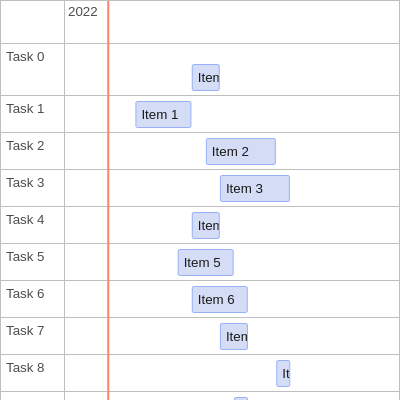 2022
Task 0
Iten
Task 1
Item 1
Task 2
Item 2
Task 3
Item 3
Task 4
Iten
Task 5
Item 5
Task 6
Item 6
Task 7
Iten
Task 8
It